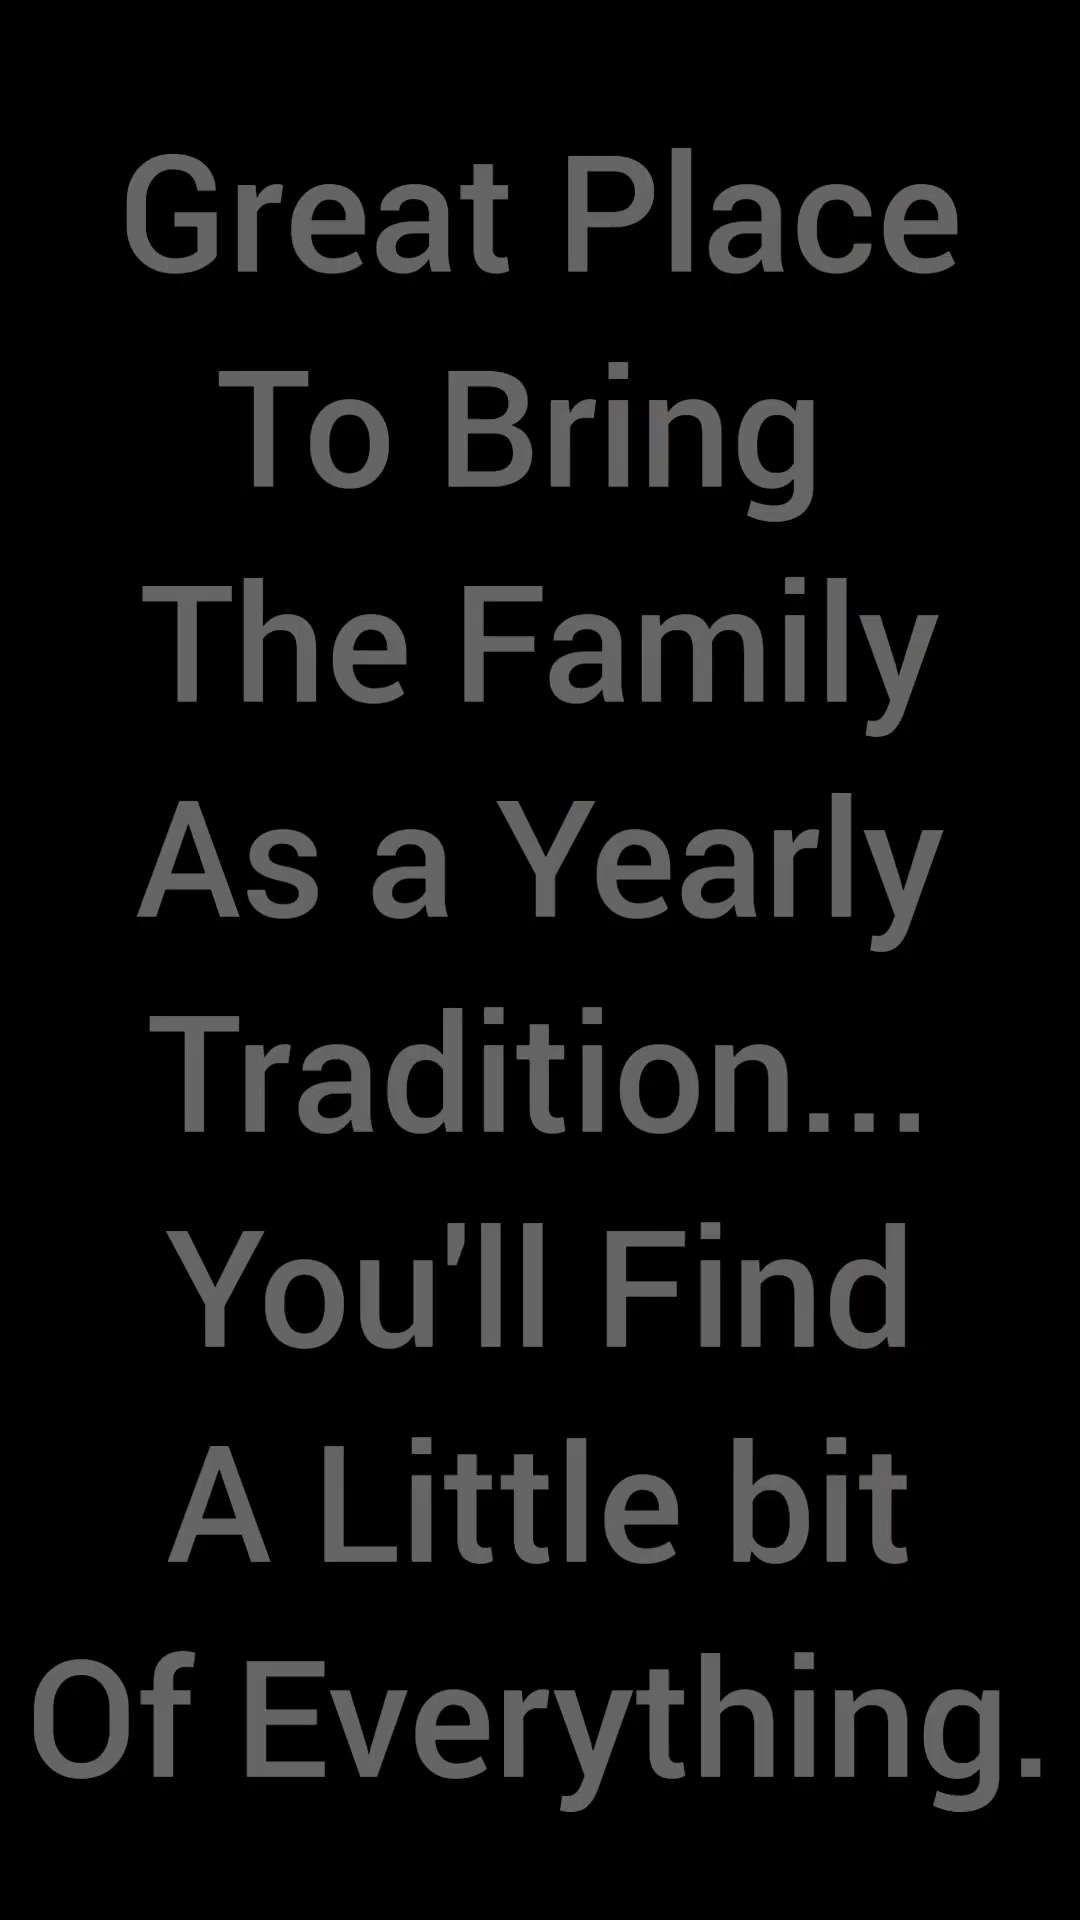 Great Place
To Bring
The Family
As a Yearly
Tradition...
You'll Find
A Little bit
Of Everything.